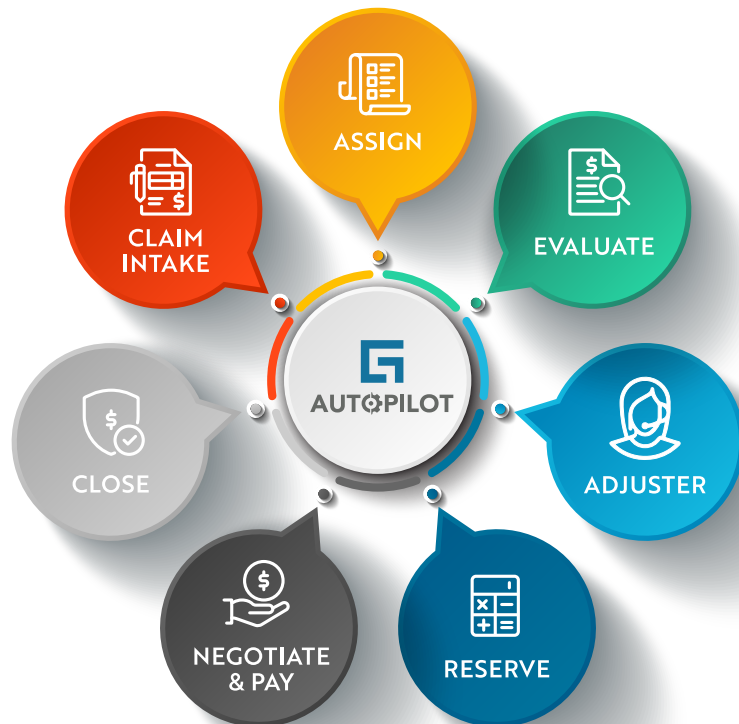 ASSIGN
EVALUATE
ADJUSTER
RESERVE
NEGOTIATE
& PAY
CLOSE
CLAIM
INTAKE
AUTOPILOT